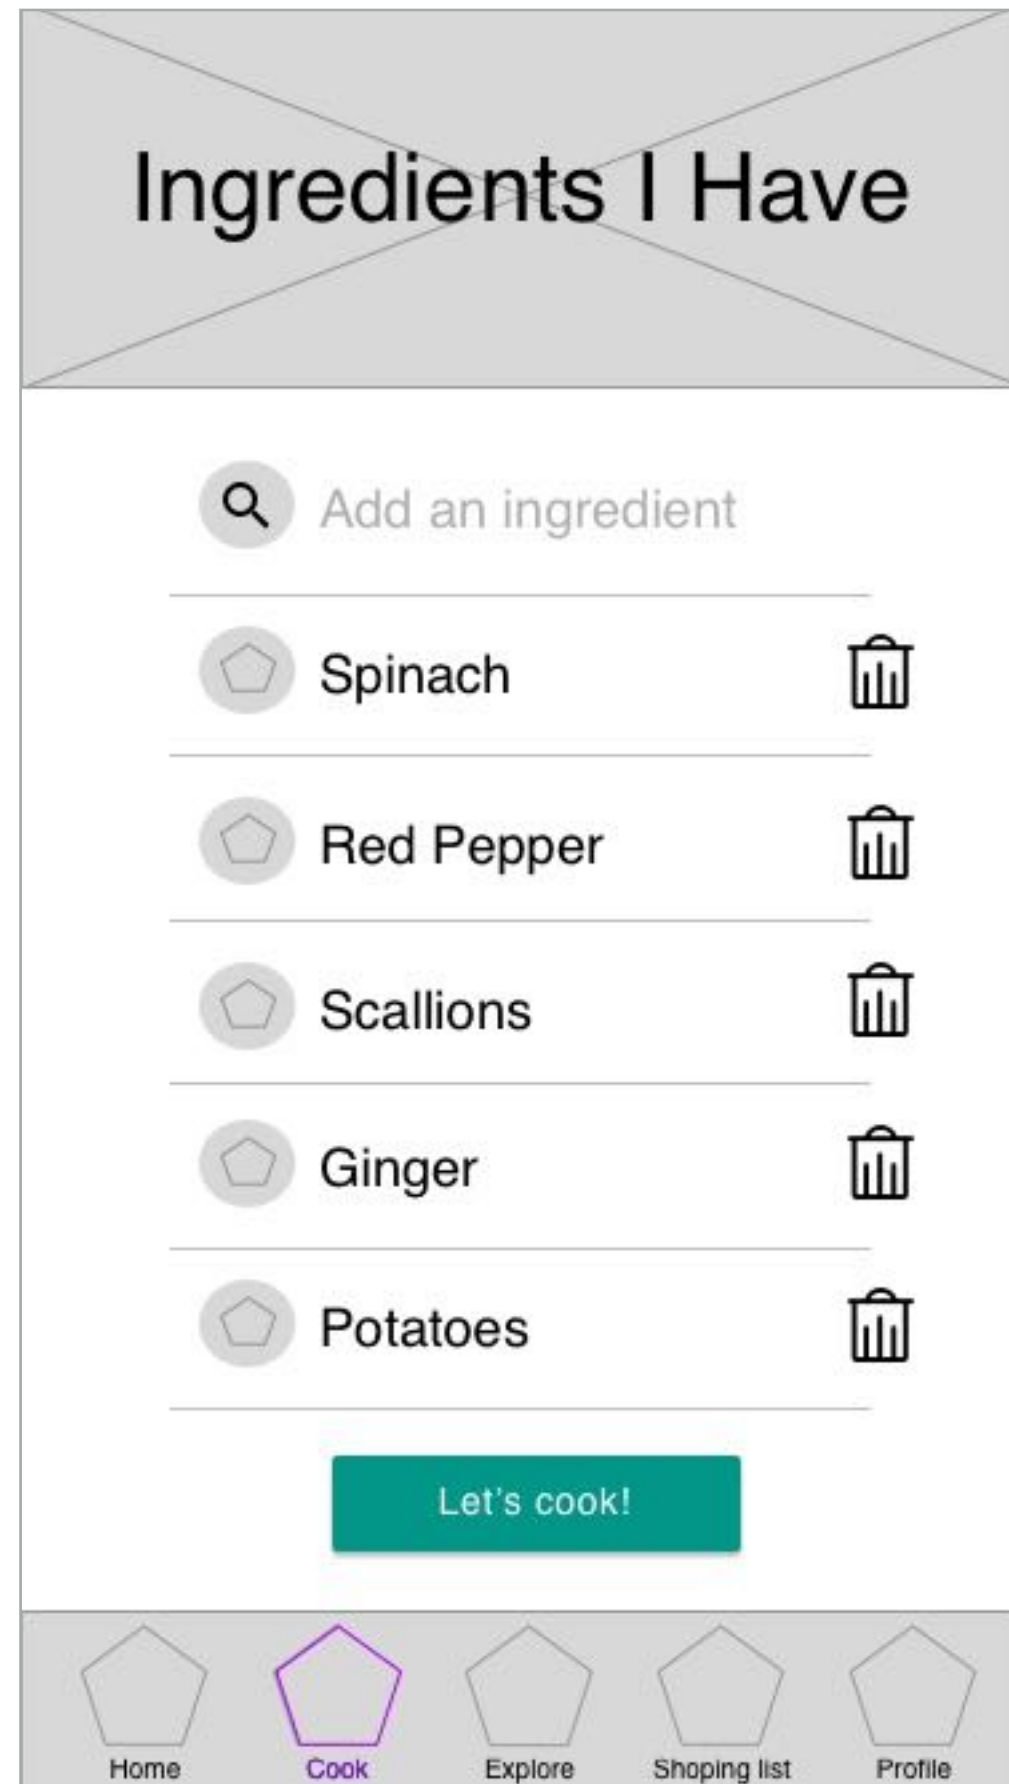 Ingredients I Have
Add an ingredient
Spinach
Red Pepper
Scallions
Ginger
Potatoes
Let's cook!
Home
Cook
Explore
Shoping list
Profile